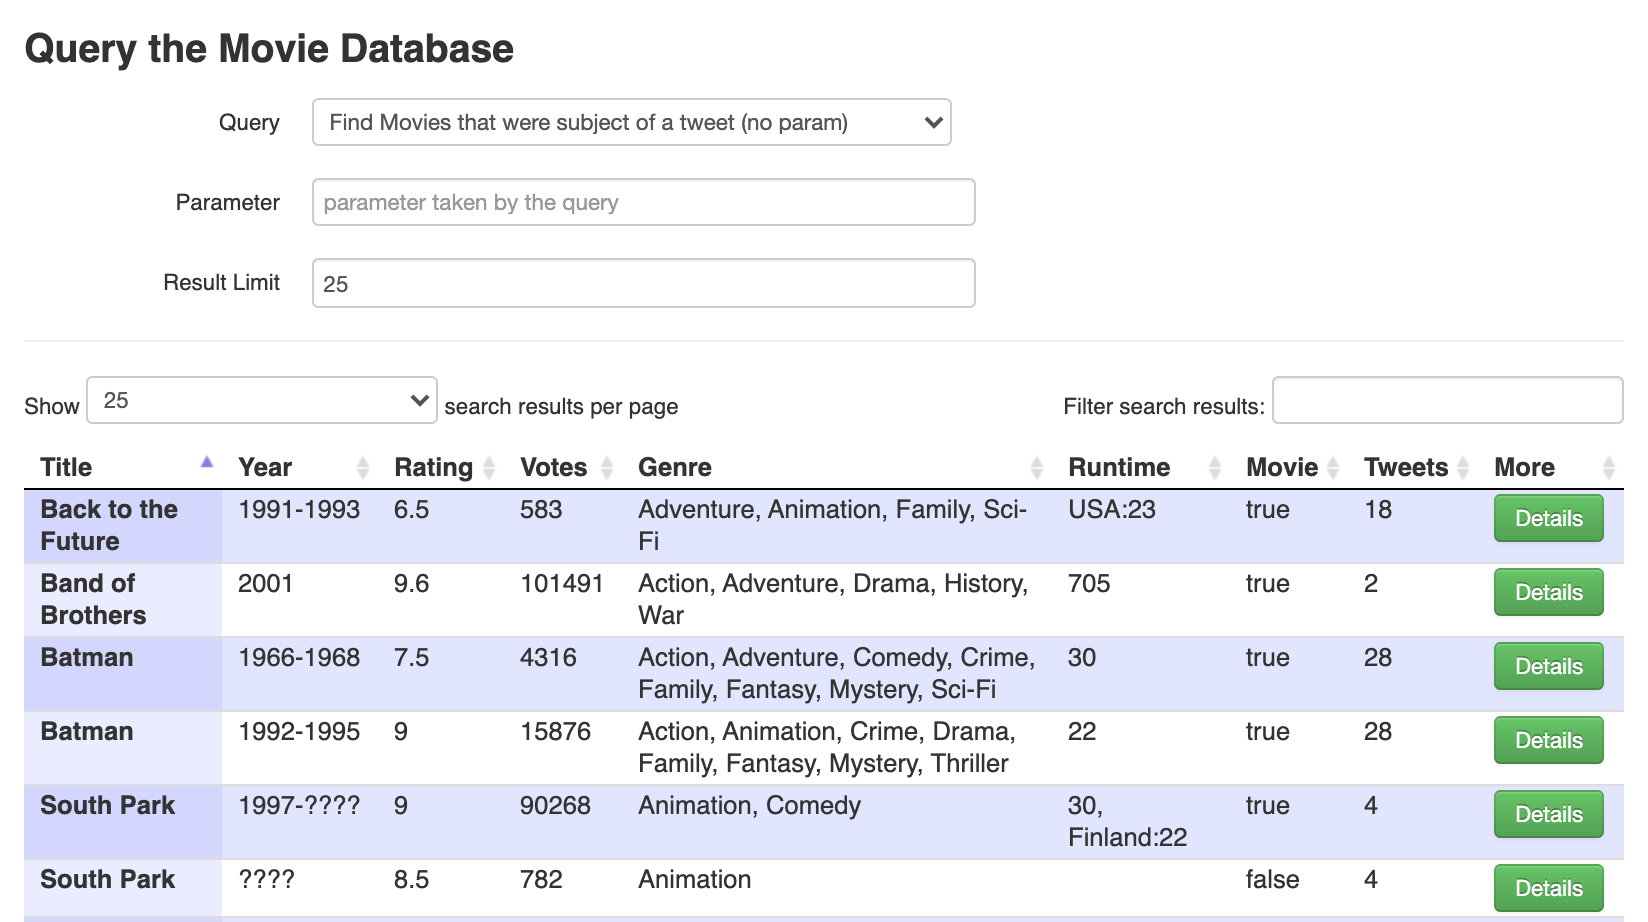 Query the Movie Database
Query Find Movies that were subject of a tweet (no param)
Parameter parameter taken by the query
Result Limit 25
Show 25 search results per page Filter search results:
Title Year Rating Votes Genre Runtime Movie Tweets More
Back to the 1991-1993 6.5 583 Adventure, Animation, Family, Sci- USA:23 true 18 Details
Future Fi
Band of 2001 9.6 101491 Action, Adventure, Drama, History, 705 true 2 Details
Brothers War
Batman 1966-1968 7.5 4316 Action, Adventure, Comedy, Crime, 30 true 28 Details
Family, Fantasy, Mystery, Sci-Fi
Batman 1992-1995 9 15876 Action, Animation, Crime, Drama, 22 true 28 Details
Family, Fantasy, Mystery, Thriller
South Park 1997-???? 9 90268 Animation, Comedy 30, true 4 Details
Finland:22
South Park ???? 8.5 782 Animation false 4 Details